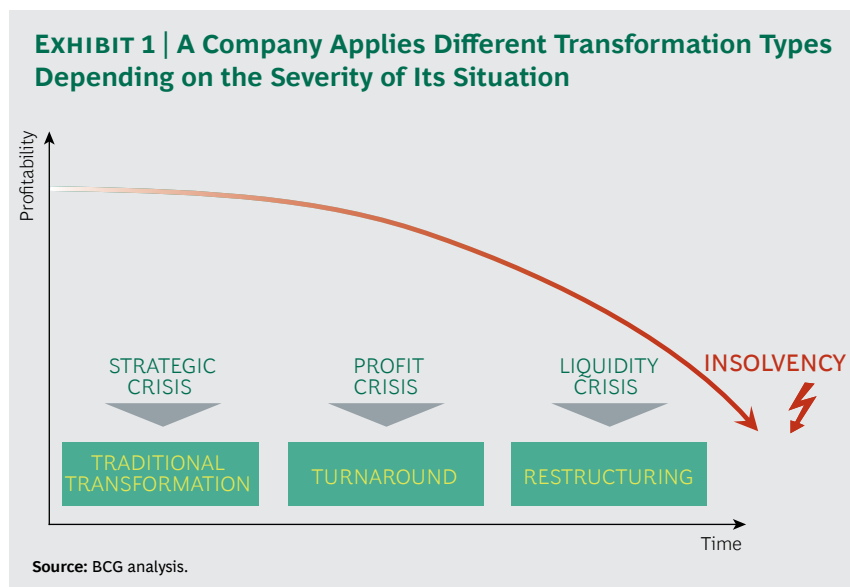 EXHIBIT 1 | A Company Applies Different Transformation Types
Depending on the Severity of Its Situation
Profitability
STRATEGIC
CRISIS
PROFIT
CRISIS
LIQUIDITY
CRISIS
INSOLVENCY
TRADITIONAL
TRANSFORMATION
TURNAROUND
RESTRUCTURING
Time
Source: BCG analysis.